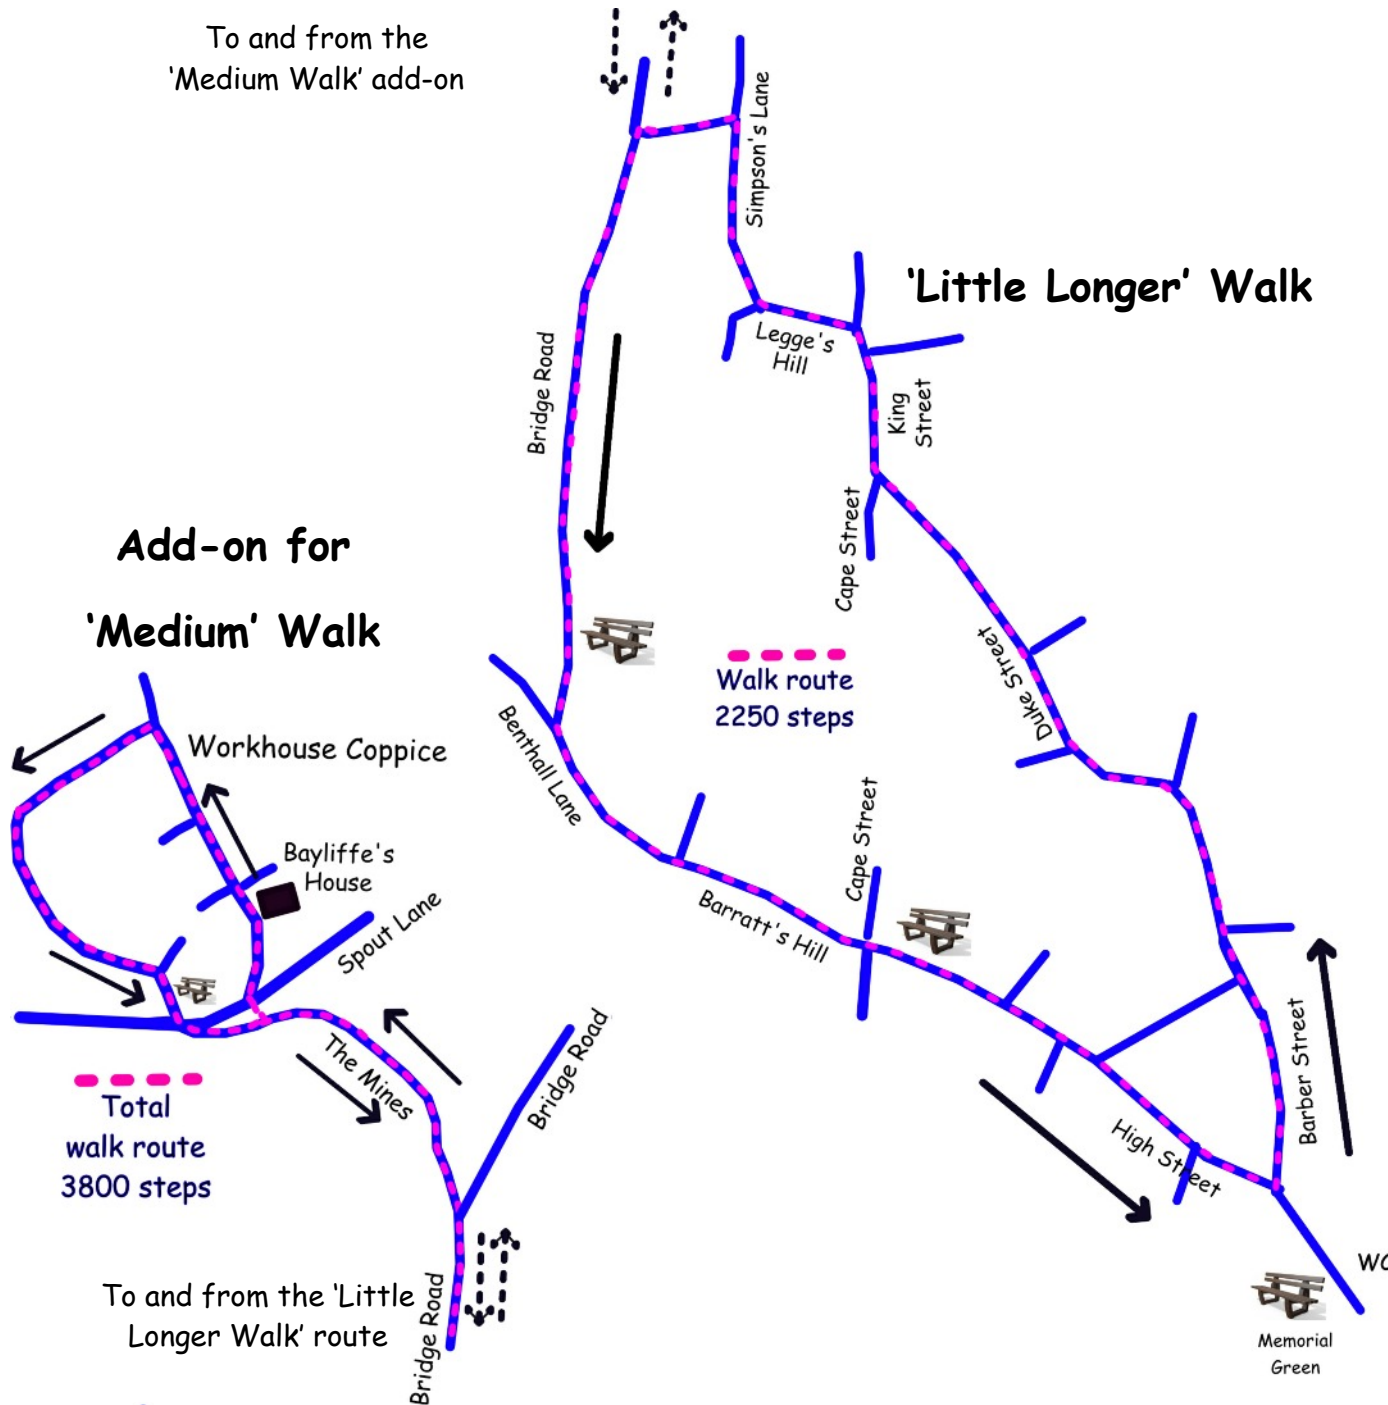 To and from the
‘Medium Walk’ add-on
Simpson's Lane
‘Little Longer’ Walk
Legge's
Hill
Bridge Road
King
Street
Cape Street
Add-on for
‘Medium’ Walk
Duke Street
Walk route
2250 steps
Benthall Lane
Workhouse Coppice
Cape Street
Bayliffe's
House
Barratt's Hill
Spout Lane
Bridge Road
The Mines
Barber Street
Total
walk route
3800 steps
High Street
To and from the ‘Little
Longer Walk’ route
Bridge Road
Memorial
Green